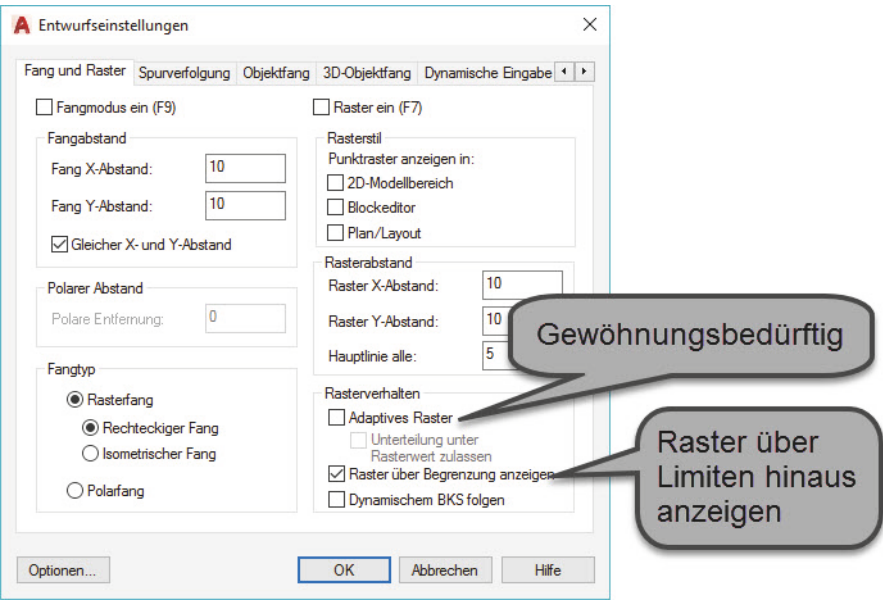 Entwurfseinstellungen
Fang und Raster Spurverfolgung Objektfang 3D-Objektfang Dynamische Eingabe
Fangmodus ein (F9)
Fangabstand
Fang X-Abstand: 10
Fang Y-Abstand: 10
Gleicher X- und Y-Abstand
Polarer Abstand
Polare Entfernung: 0
Fangtyp
Rasterfang
Rechteckiger Fang
Isometrischer Fang
Polarfang
Raster ein (F7)
Rasterstil
Punktraster anzeigen in:
2D-Modellbereich
Blockeditor
Plan/Layout
Rasterabstand
Raster X-Abstand: 10
Raster Y-Abstand: 10
Hauptlinie alle: 5
Rasterverhalten
Adaptives Raster
Unterteilung unter
Rasterwert zulassen
Raster über Begrenzung anzeigen
Dynamischem BKS folgen
Gewöhnungsbedürftig
Raster über
Limiten hinaus
anzeigen
Optionen... OK Abbrechen Hilfe